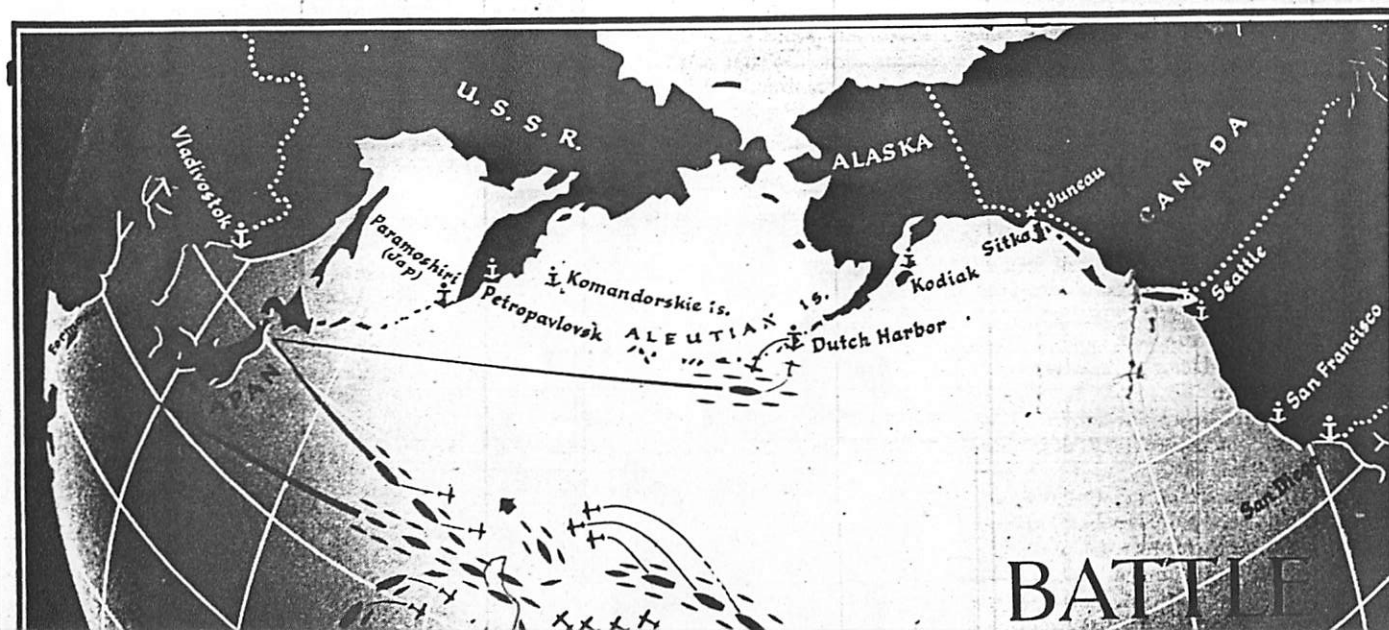 U. S. S. R.
ALASKA
CANADA
Vladivostok
Juneau
Sitka
Paramoshiri
(Jap)
Kodiak
Seattle
Petropavlovsk
Komandorskie is.
ALEUTIAN IS.
Dutch Harbor
San Francisco
San Diego
BATTLE